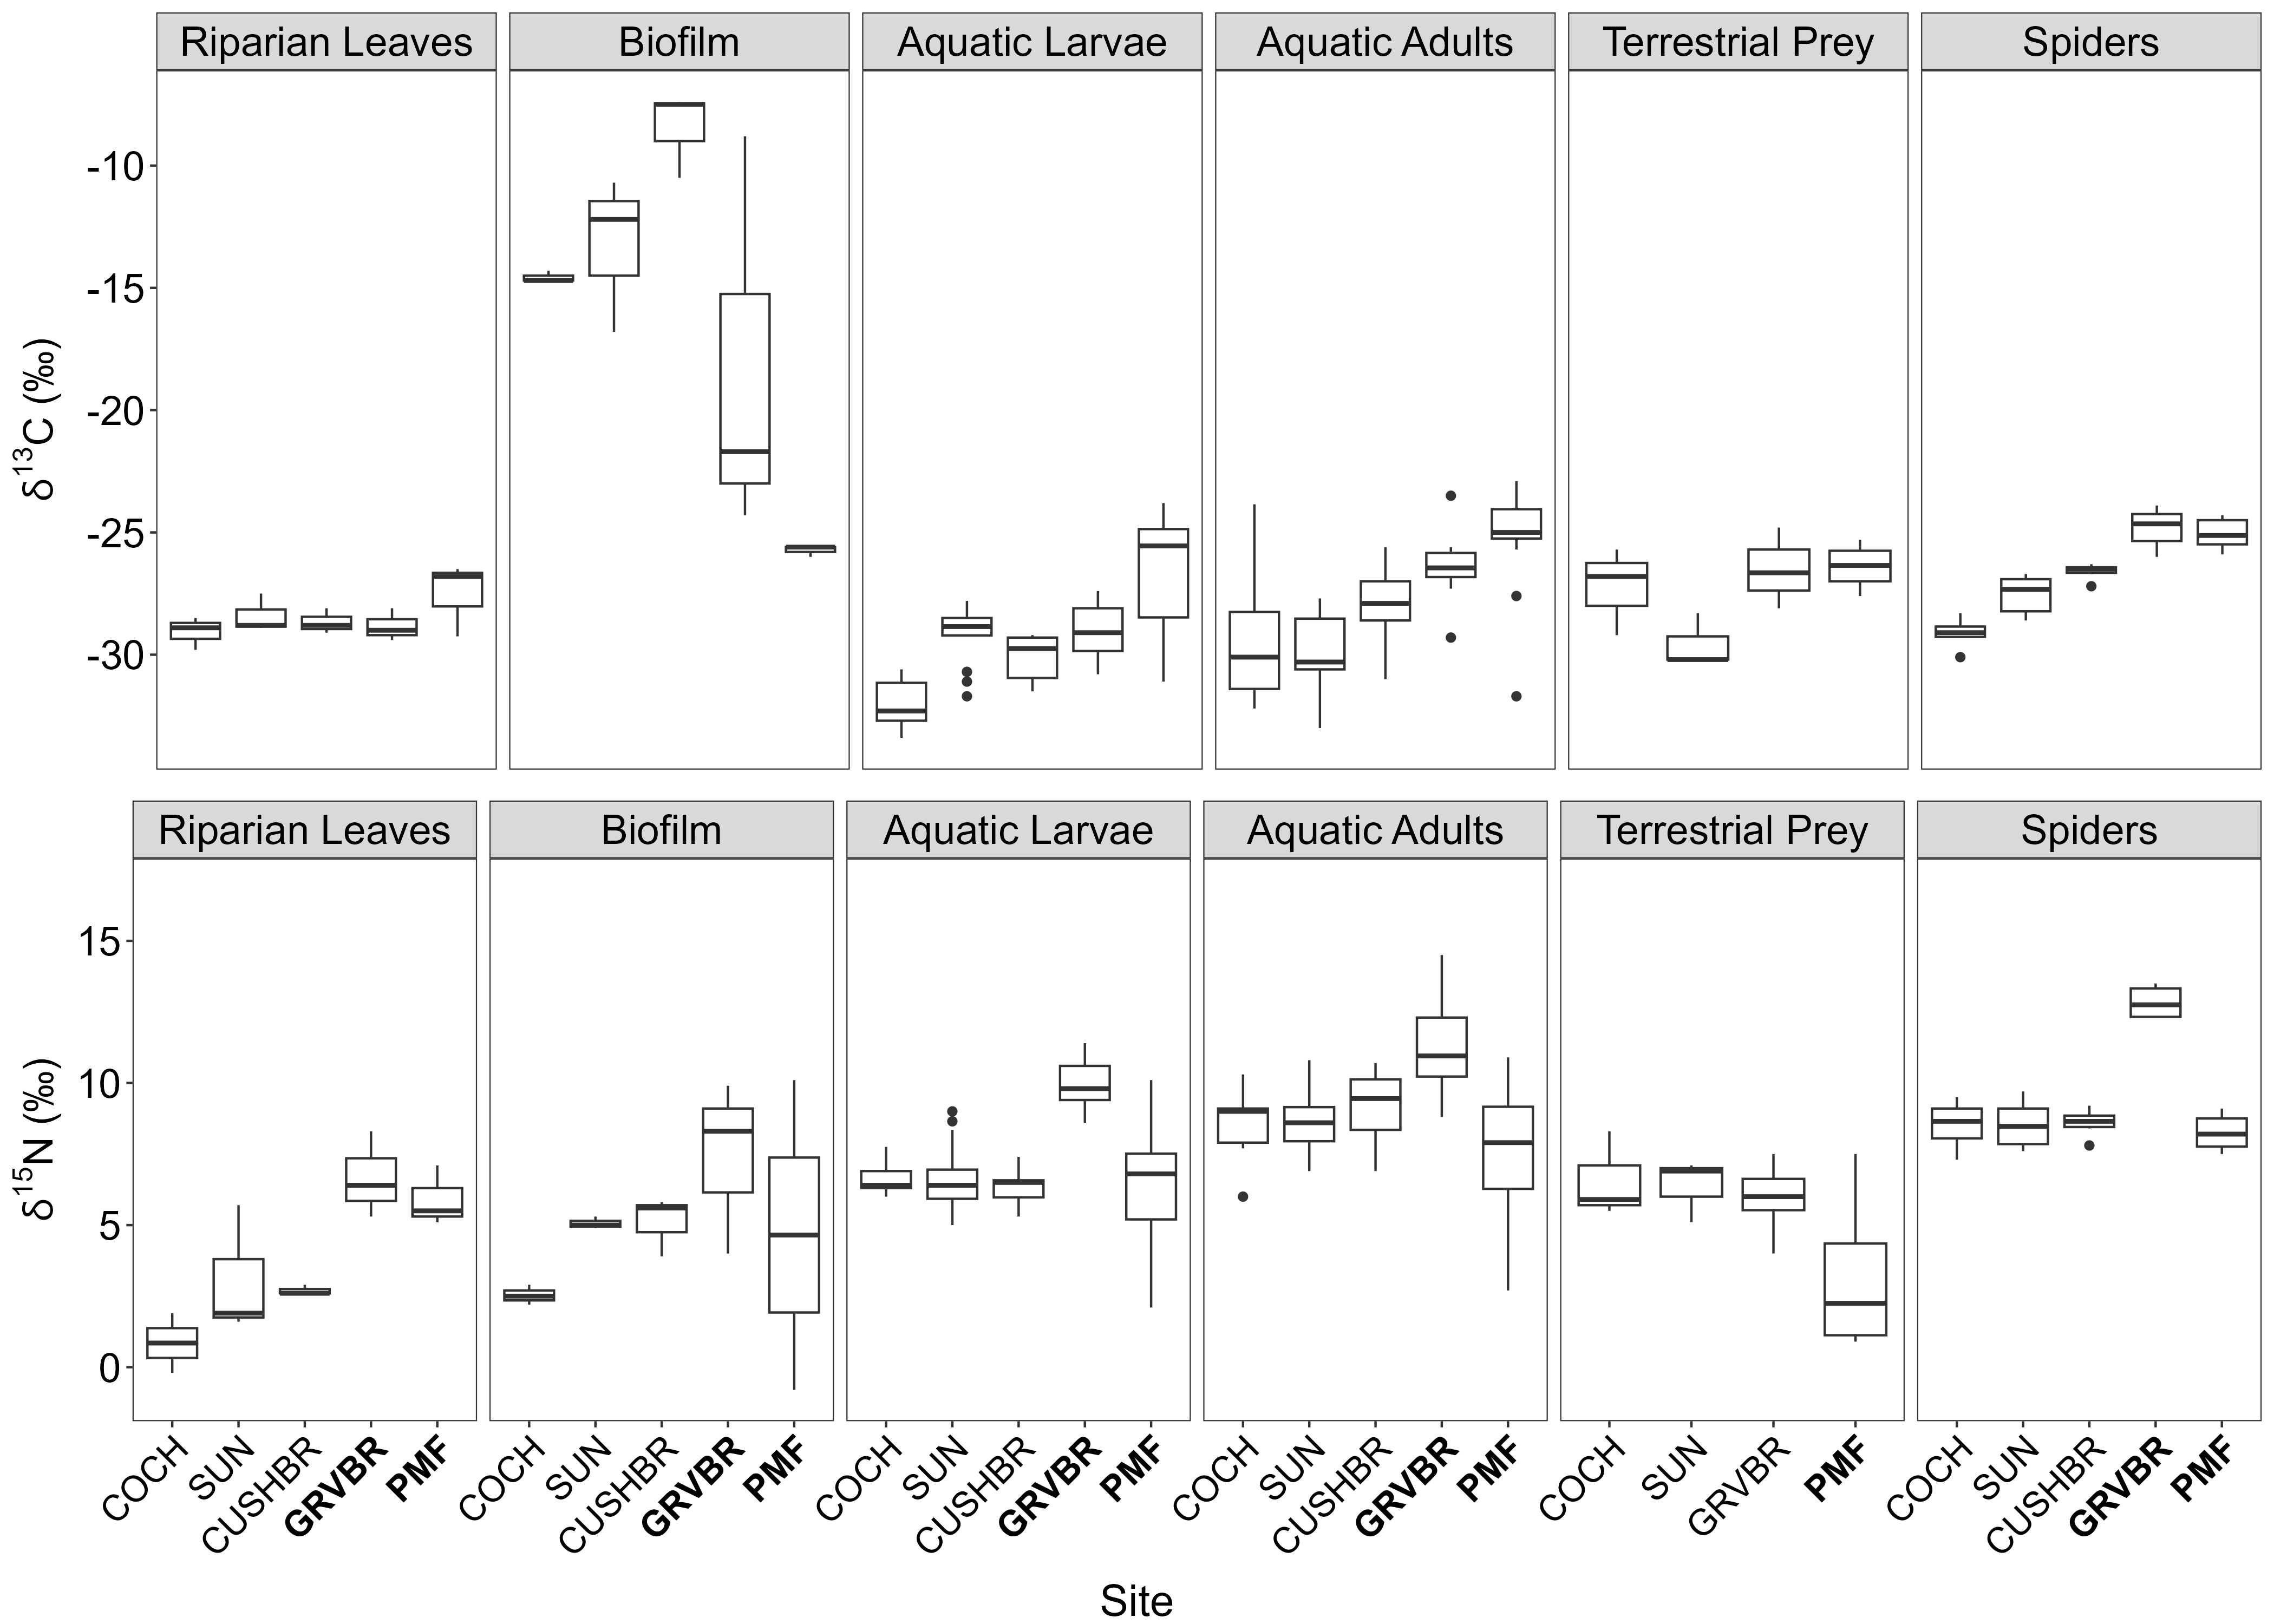 Riparian Leaves Biofilm Aquatic Larvae Aquatic Adults Terrestrial Prey Spiders
δ13C (‰)
-10
-15
-20
-25
-30
Riparian Leaves Biofilm Aquatic Larvae Aquatic Adults Terrestrial Prey Spiders
δ15N (‰)
15
10
5
0
COCH SUN CUSHBR GRVBR PMF COCH SUN CUSHBR GRVBR PMF COCH SUN CUSHBR GRVBR PMF COCH SUN CUSHBR GRVBR PMF COCH SUN GRVBR PMF COCH SUN CUSHBR GRVBR PMF
Site